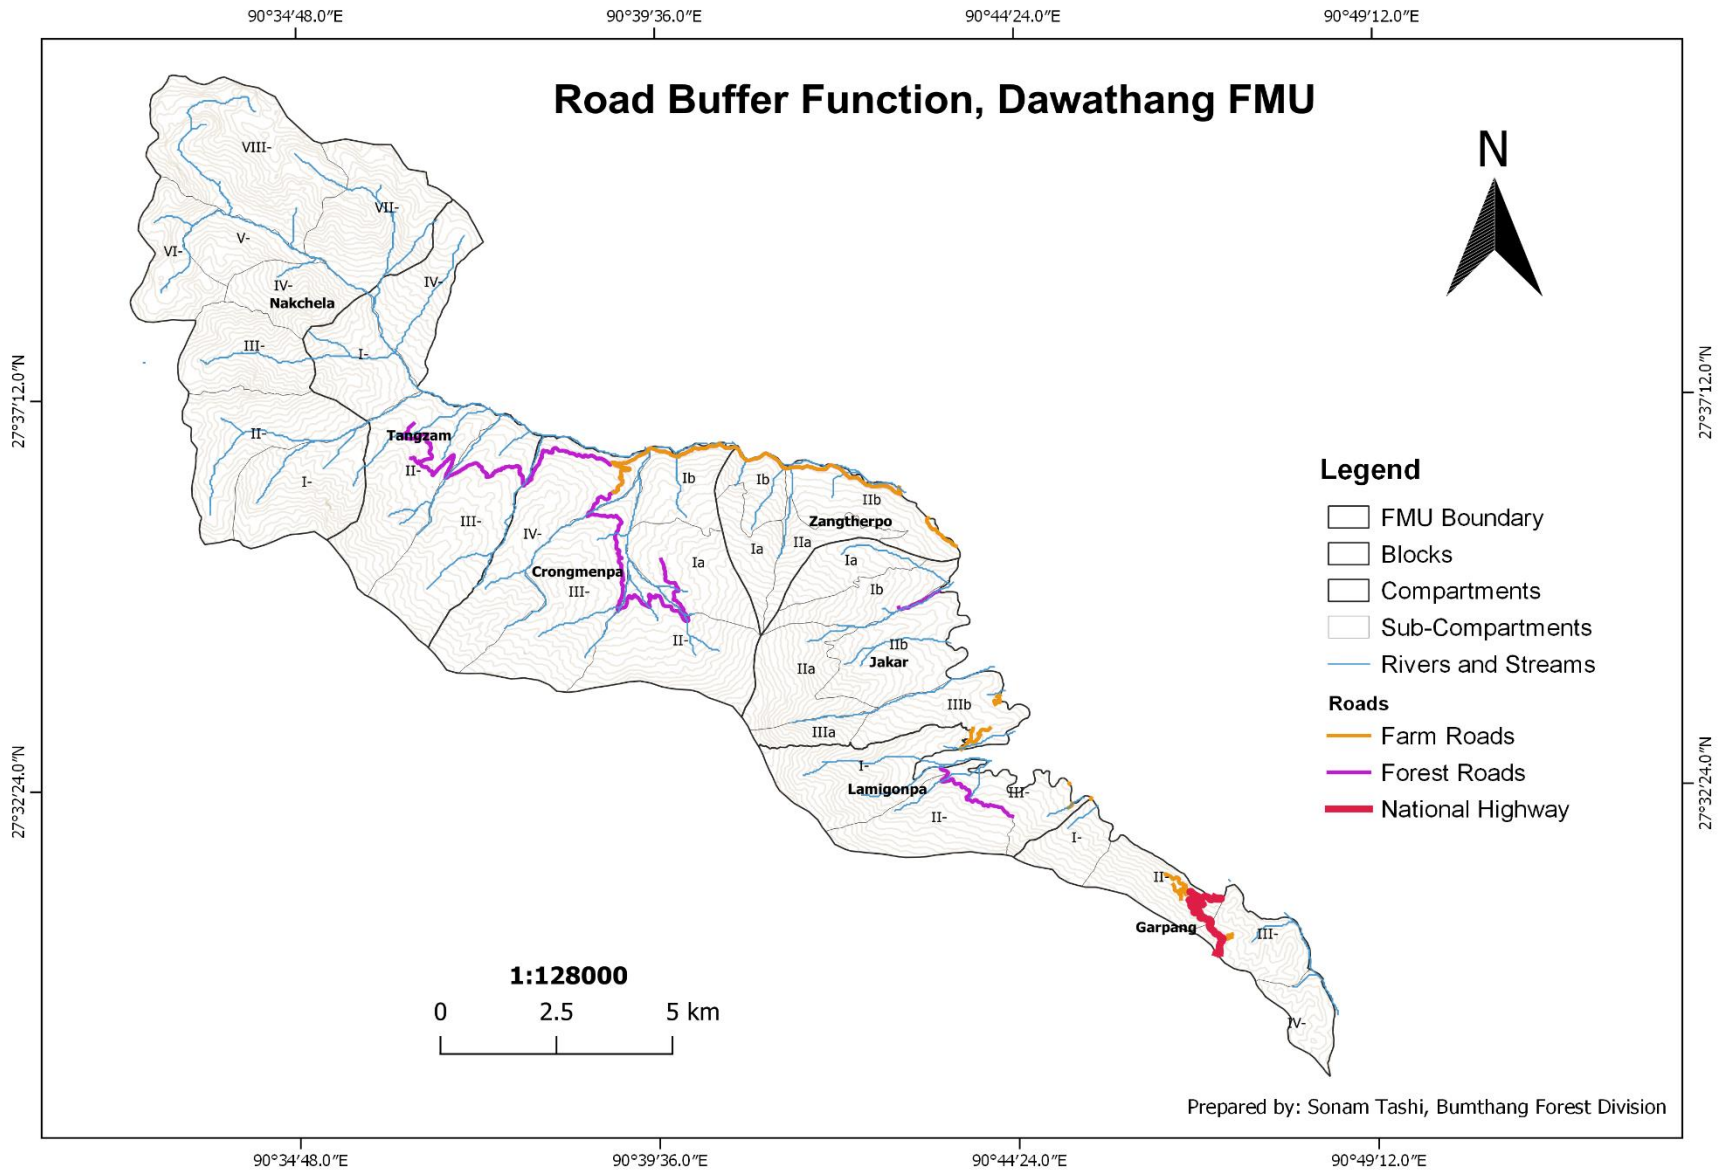 90°34′48.0″E 90°39′36.0″E 90°44′24.0″E 90°49′12.0″E
Road Buffer Function, Dawathang FMU
N
VIII-
VII-
V-
VI-
IV-
IV-
Nakchela
III-
I-
27°37′12.0″N
27°37′12.0″N
II-
Tangzam
II-
I-
Ib
Ib
IIb
III-
IV-
Zangtherpo
Ia
IIa
Ia
Ia
Crongmenpa
III-
Ib
II-
IIb
Jakar
IIa
IIIb
IIIa
I-
Lamigonpa
III-
II-
I-
II-
Garpang
III-
IV-
27°32′24.0″N
27°32′24.0″N
Legend
FMU Boundary
Blocks
Compartments
Sub-Compartments
Rivers and Streams
Roads
Farm Roads
Forest Roads
National Highway
1:128000
0 2.5 5 km
Prepared by: Sonam Tashi, Bumthang Forest Division
90°34′48.0″E 90°39′36.0″E 90°44′24.0″E 90°49′12.0″E